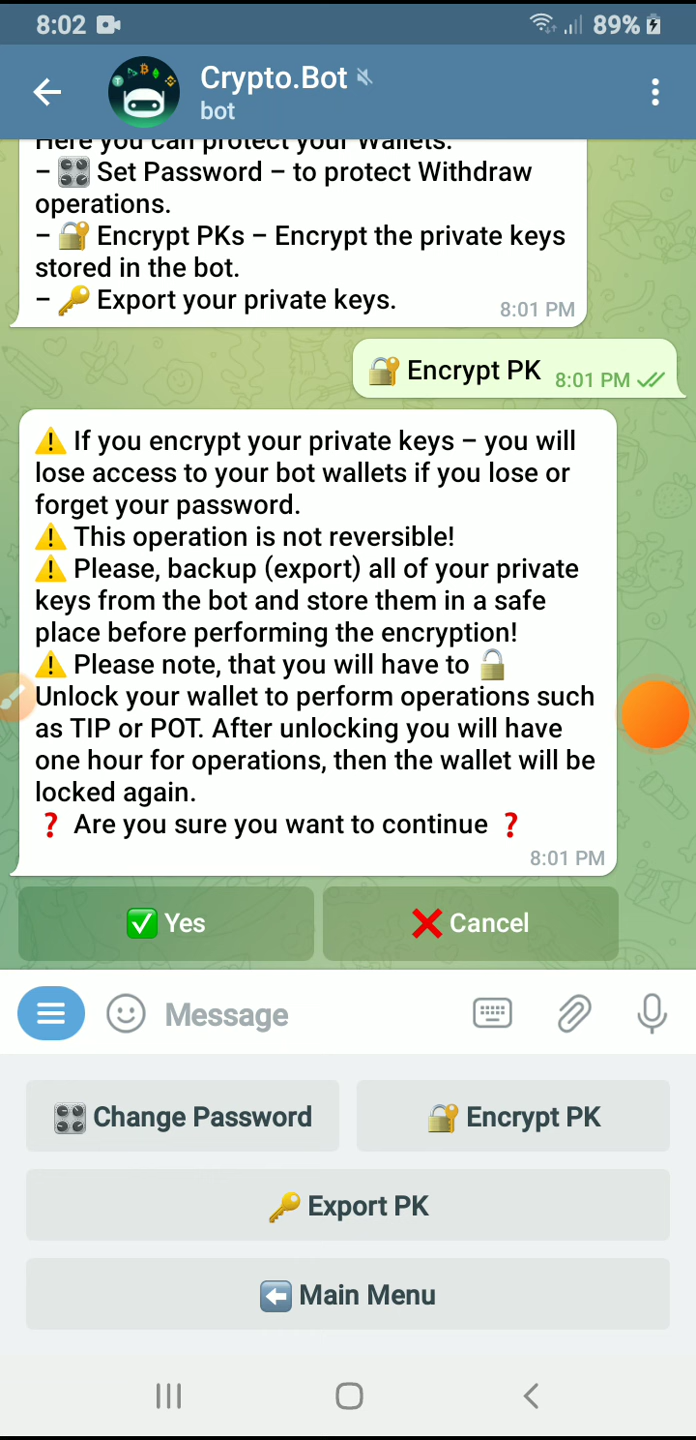 8:02 89%
Crypto.Bot
bot
Here you can protect your Wallets.
– 🎛 Set Password – to protect Withdraw
operations.
– 🔐 Encrypt PKs – Encrypt the private keys
stored in the bot.
– 🔑 Export your private keys.
8:01 PM
🔐 Encrypt PK 8:01 PM
⚠️ If you encrypt your private keys – you will
lose access to your bot wallets if you lose or
forget your password.
⚠️ This operation is not reversible!
⚠️ Please, backup (export) all of your private
keys from the bot and store them in a safe
place before performing the encryption!
⚠️ Please note, that you will have to 🔓
Unlock your wallet to perform operations such
as TIP or POT. After unlocking you will have
one hour for operations, then the wallet will be
locked again.
❓ Are you sure you want to continue ❓
8:01 PM
✅ Yes
❌ Cancel
Message
🎛 Change Password
🔐 Encrypt PK
🔑 Export PK
⬅️ Main Menu